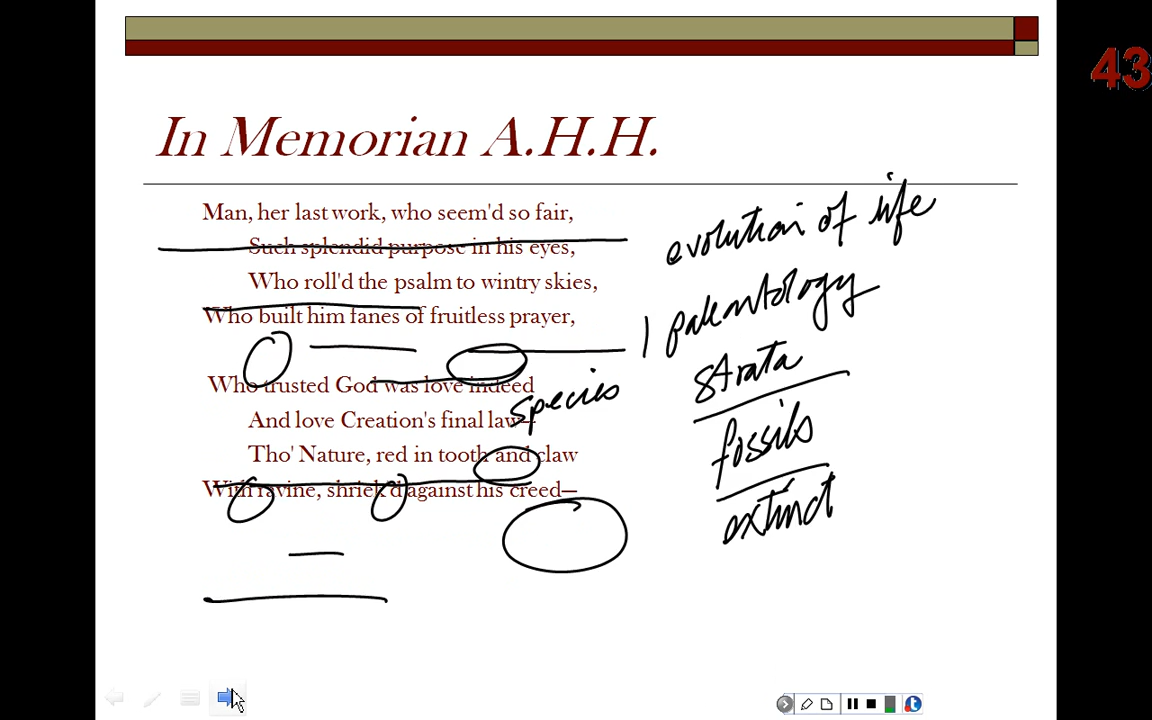 43
In Memorian A.H.H.
Man, her last work, who seem'd so fair,
Such splendid purpose in his eyes,
Who roll'd the psalm to wintry skies,
Who built him fanes of fruitless prayer,
Who trusted God was love indeed
And love Creation's final law—
Tho' Nature, red in tooth and claw
With ravine, shriek'd against his creed—
evolution of life
paleontology
strata
species
fossils
extinct